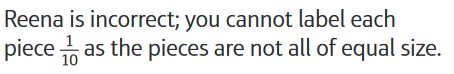 Reena is incorrect; you cannot label each
piece 1/10 as the pieces are not all of equal size.